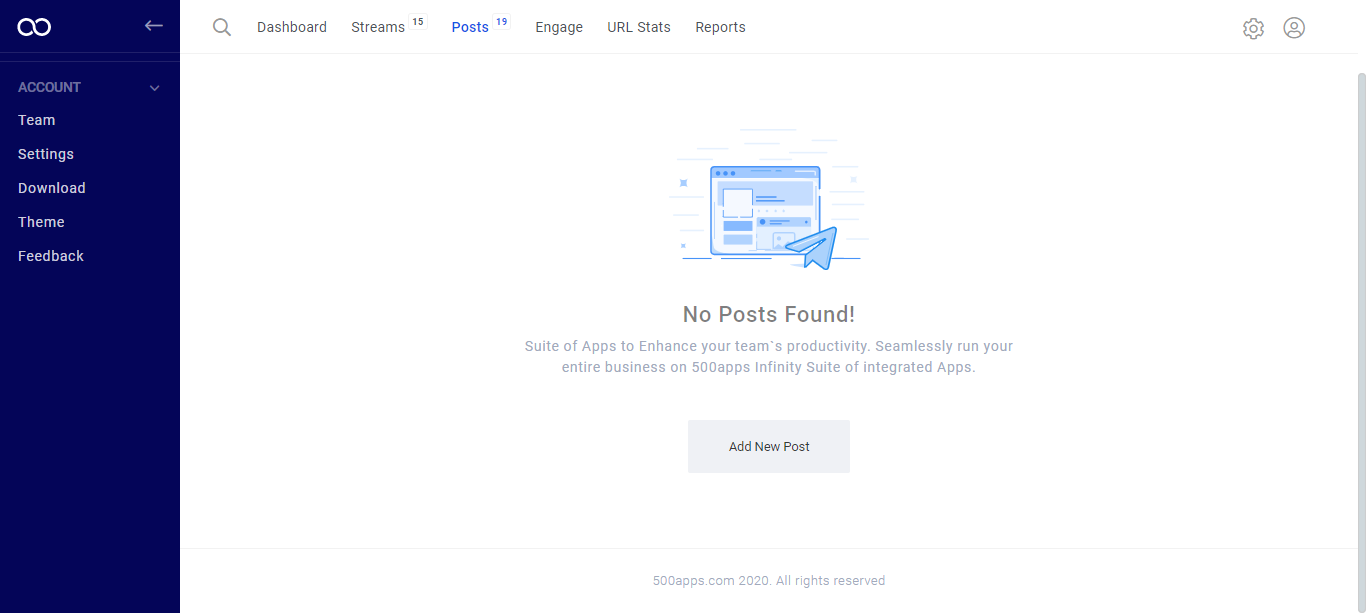 Dashboard Streams 15 Posts 19 Engage URL Stats Reports
ACCOUNT
Team
Settings
Download
Theme
Feedback
No Posts Found!
Suite of Apps to Enhance your team`s productivity. Seamlessly run your
entire business on 500apps Infinity Suite of integrated Apps.
Add New Post
500apps.com 2020. All rights reserved